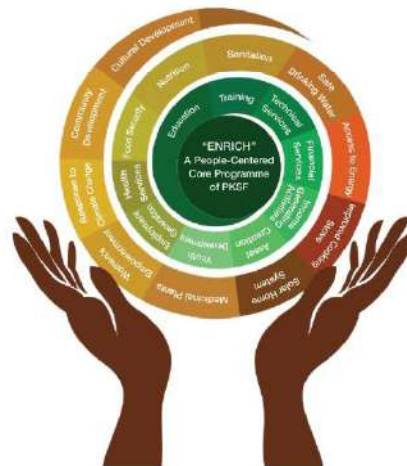 "ENRICH"
A People-Centered
Core Programme
of PKSF
Education
Training
Technical
Services
Financial
Services
Income
Generating
Activities
Asset
Creation
Youth
Development
Employment
Generation
Health
Services
Food Security
Nutrition
Sanitation
Safe
Drinking Water
Access to Energy
Improved Cooking
Stove
Solar Home
System
Medicinal Plants
Women's
Empowerment
Adaptation to
Climate Change
Community
Development
Cultural Development